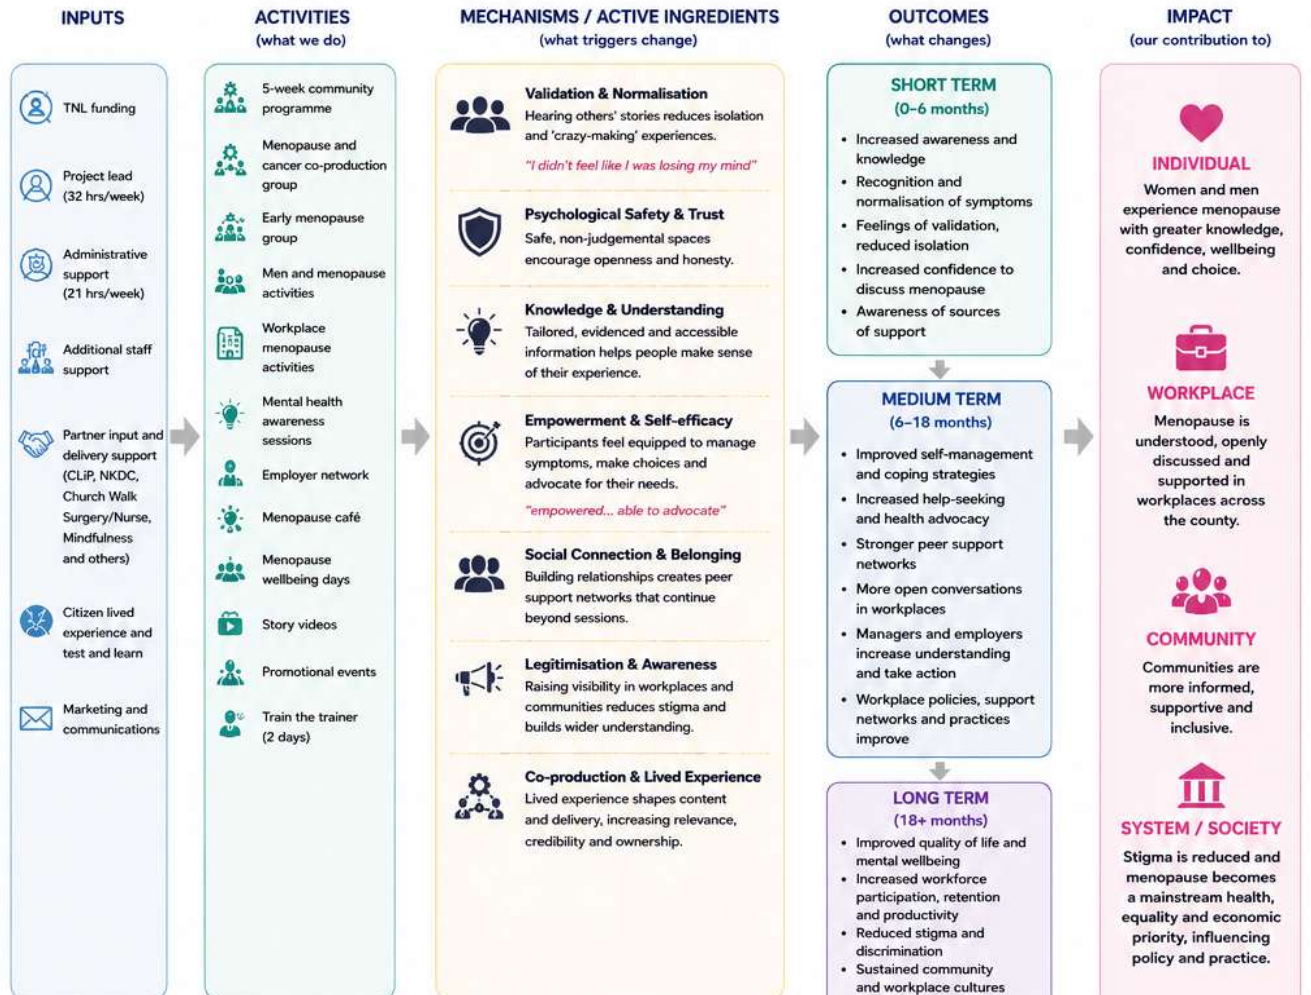 INPUTS
TNL funding
Project lead
(32 hrs/week)
Administrative
support
(21 hrs/week)
Additional staff
support
Partner input and
delivery support
(CLiP, NKDC,
Church Walk
Surgery/Nurse,
Mindfulness
and others)
Citizen lived
experience and
test and learn
Marketing and
communications
ACTIVITIES
(what we do)
5-week community
programme
Menopause and
cancer co-production
group
Early menopause
group
Men and menopause
activities
Workplace
menopause
activities
Mental health
awareness
sessions
Employer network
Menopause café
Menopause
wellbeing days
Story videos
Promotional events
Train the trainer
(2 days)
MECHANISMS / ACTIVE INGREDIENTS
(what triggers change)
Validation & Normalisation
Hearing others' stories reduces isolation
and 'crazy-making' experiences.
"I didn't feel like I was losing my mind"
Psychological Safety & Trust
Safe, non-judgemental spaces
encourage openness and honesty.
Knowledge & Understanding
Tailored, evidenced and accessible
information helps people make sense
of their experience.
Empowerment & Self-efficacy
Participants feel equipped to manage
symptoms, make choices and
advocate for their needs.
"empowered... able to advocate"
Social Connection & Belonging
Building relationships creates peer
support networks that continue
beyond sessions.
Legitimisation & Awareness
Raising visibility in workplaces and
communities reduces stigma and
builds wider understanding.
Co-production & Lived Experience
Lived experience shapes content
and delivery, increasing relevance,
credibility and ownership.
OUTCOMES
(what changes)
SHORT TERM
(0–6 months)
• Increased awareness and
knowledge
• Recognition and
normalisation of symptoms
• Feelings of validation,
reduced isolation
• Increased confidence to
discuss menopause
• Awareness of sources
of support
MEDIUM TERM
(6–18 months)
• Improved self-management
and coping strategies
• Increased help-seeking
and health advocacy
• Stronger peer support
networks
• More open conversations
in workplaces
• Managers and employers
increase understanding
and take action
• Workplace policies, support
networks and practices
improve
LONG TERM
(18+ months)
• Improved quality of life and
mental wellbeing
• Increased workforce
participation, retention
and productivity
• Reduced stigma and
discrimination
• Sustained community
and workplace cultures
IMPACT
(our contribution to)
INDIVIDUAL
Women and men
experience menopause
with greater knowledge,
confidence, wellbeing
and choice.
WORKPLACE
Menopause is
understood, openly
discussed and
supported in
workplaces across
the county.
COMMUNITY
Communities are
more informed,
supportive and
inclusive.
SYSTEM / SOCIETY
Stigma is reduced and
menopause becomes
a mainstream health,
equality and economic
priority, influencing
policy and practice.